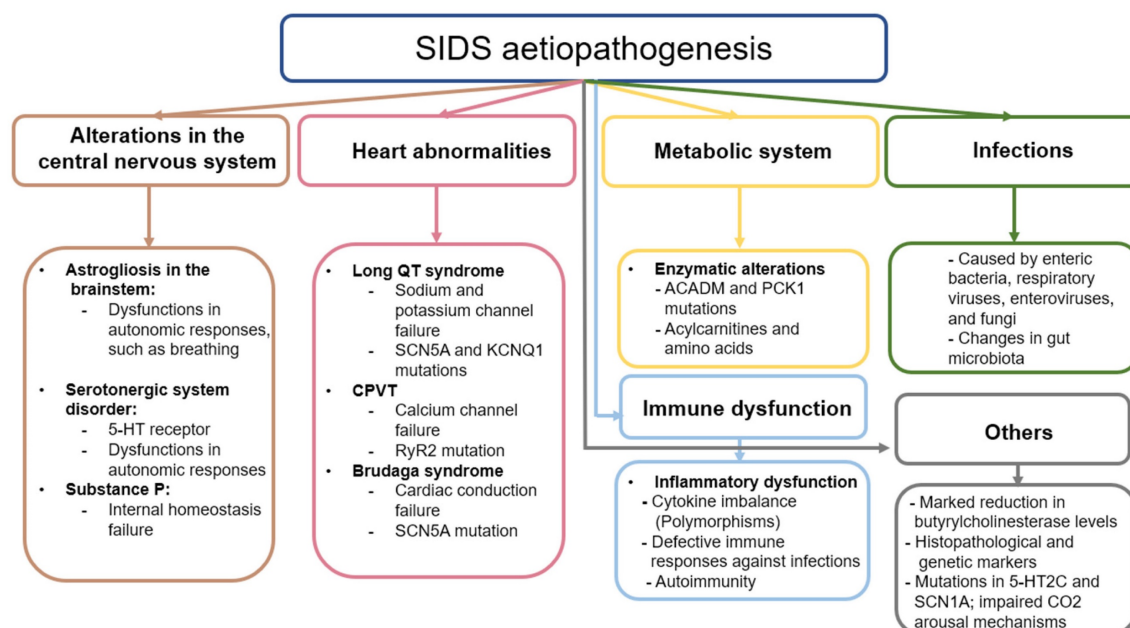 SIDS aetiopathogenesis
Alterations in the
central nervous system
• Astrogliosis in the
brainstem:
- Dysfunctions in
autonomic responses,
such as breathing
• Serotonergic system
disorder:
- 5-HT receptor
- Dysfunctions in
autonomic responses
• Substance P:
- Internal homeostasis
failure
Heart abnormalities
• Long QT syndrome
- Sodium and
potassium channel
failure
- SCN5A and KCNQ1
mutations
• CPVT
- Calcium channel
failure
- RyR2 mutation
• Brudaga syndrome
- Cardiac conduction
failure
- SCN5A mutation
Metabolic system
• Enzymatic alterations
- ACADM and PCK1
mutations
- Acylcarnitines and
amino acids
Immune dysfunction
• Inflammatory dysfunction
- Cytokine imbalance
(Polymorphisms)
- Defective immune
responses against infections
- Autoimmunity
Infections
- Caused by enteric
bacteria, respiratory
viruses, enteroviruses,
and fungi
- Changes in gut
microbiota
Others
- Marked reduction in
butyrylcholinesterase levels
- Histopathological and
genetic markers
- Mutations in 5-HT2C and
SCN1A; impaired CO2
arousal mechanisms